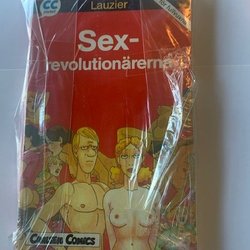 CC
Lauzier
Sex-
revolutionärerna
CARLSEN COMICS